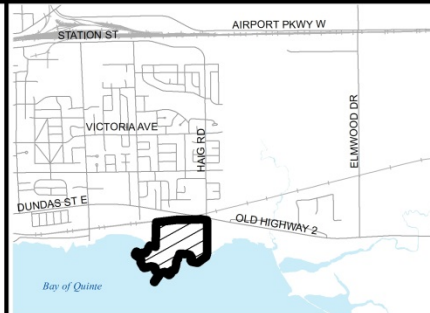 AIRPORT PKWY W
STATION ST
VICTORIA AVE
HAIG RD
ELMWOOD DR
DUNDAS ST E
OLD HIGHWAY 2
Bay of Quinte